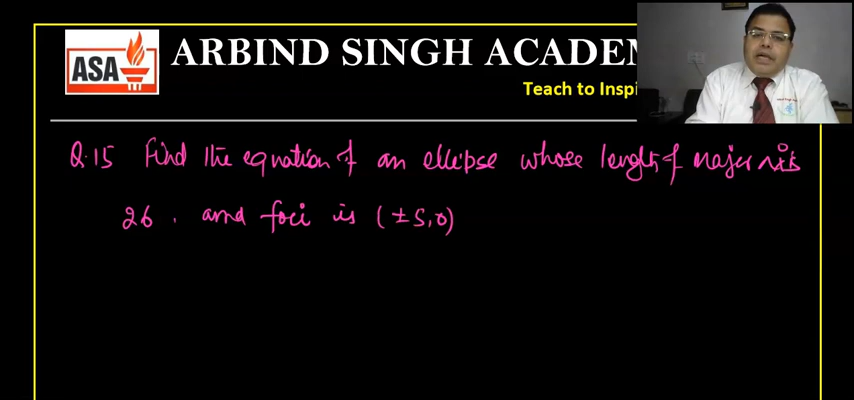 ASA
ARBIND SINGH ACADEM
Teach to Inspi
Q.15 Find the equation of an ellipse whose length of major axis
26 . and foci is (±5,0)